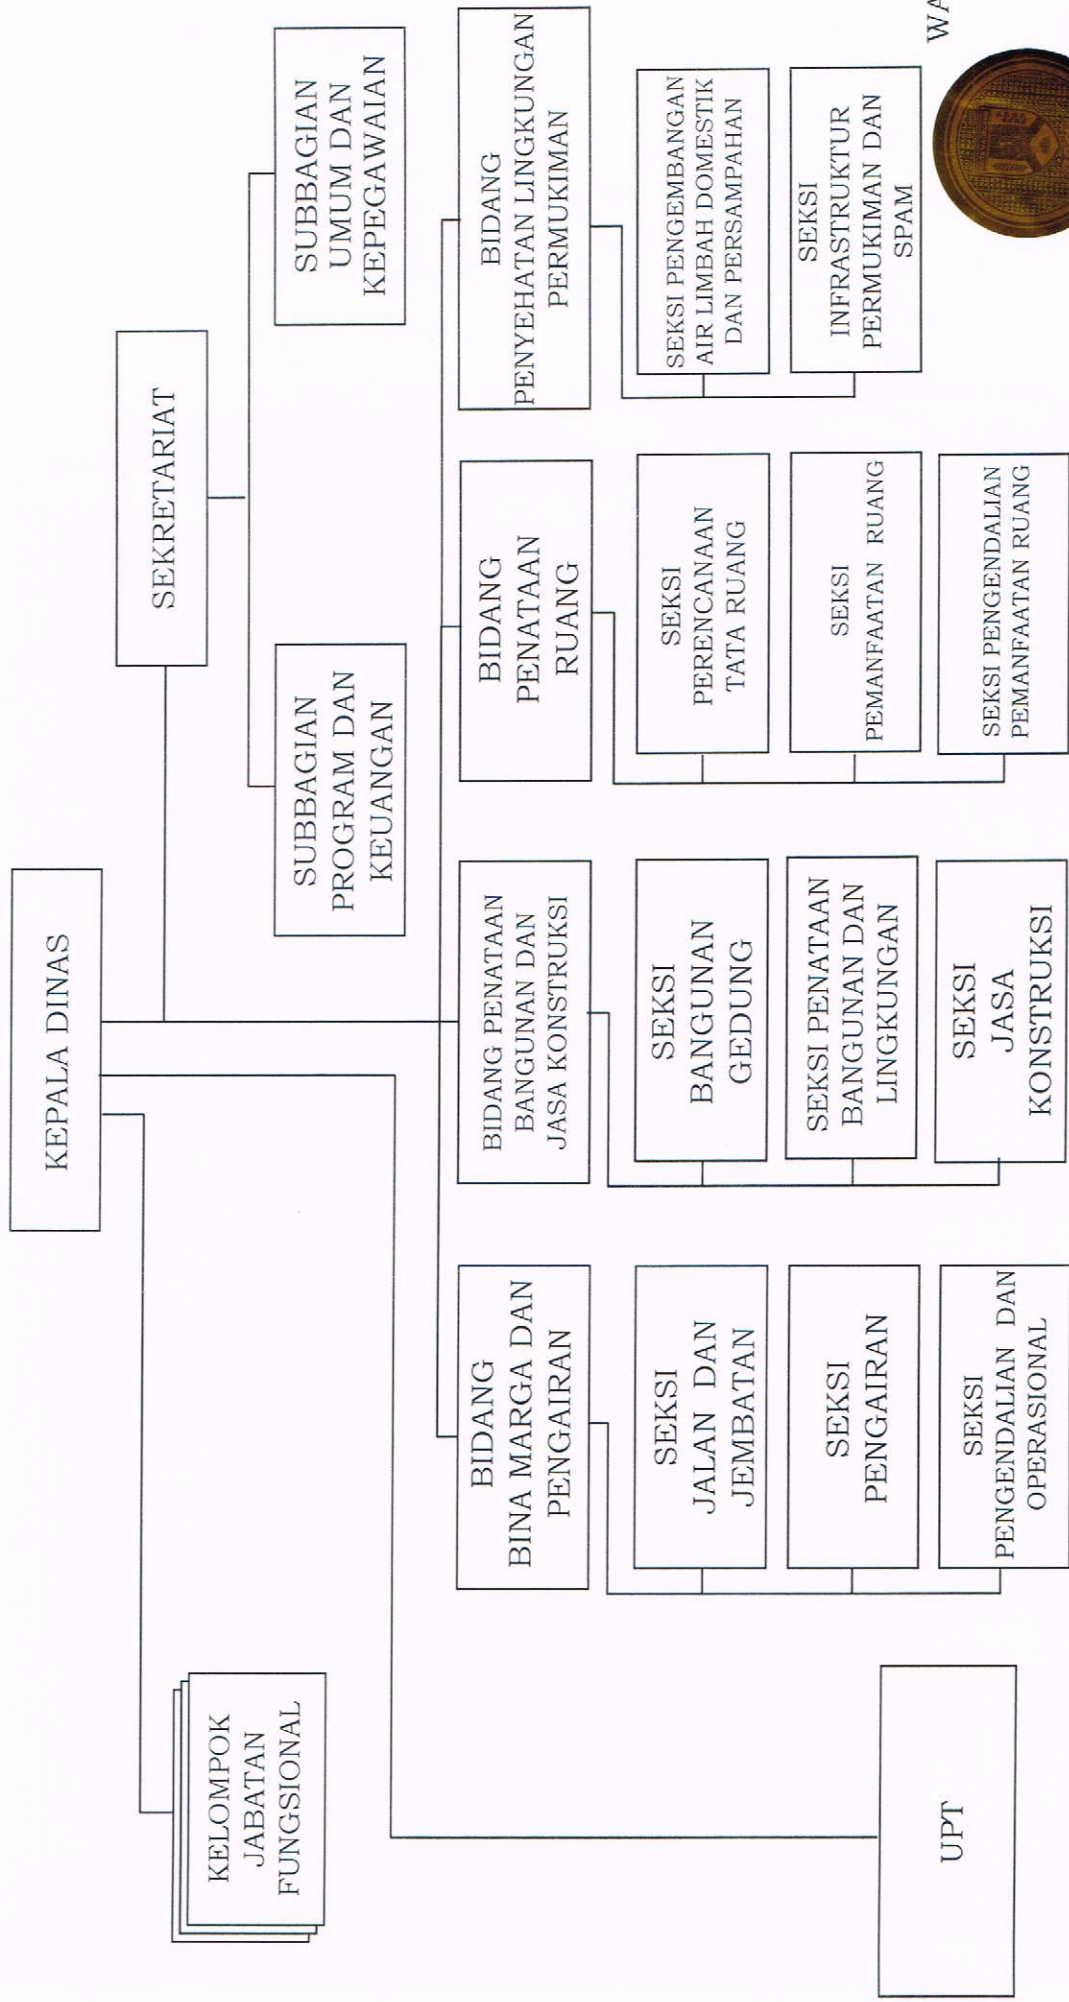 KEPALA DINAS
SEKRETARIAT
KELOMPOK
JABATAN
FUNGSIONAL
SUBBAGIAN
PROGRAM DAN
KEUANGAN
SUBBAGIAN
UMUM DAN
KEPEGAWAIAN
BIDANG
BINA MARGA DAN
PENGAIRAN
BIDANG PENATAAN
BANGUNAN DAN
JASA KONSTRUKSI
BIDANG
PENATAAN
RUANG
BIDANG
PENYEHATAN LINGKUNGAN
PERMUKIMAN
SEKSI
JALAN DAN
JEMBATAN
SEKSI
BANGUNAN
GEDUNG
SEKSI
PERENCANAAN
TATA RUANG
SEKSI PENGEMBANGAN
AIR LIMBAH DOMESTIK
DAN PERSAMPAHAN
SEKSI
PENGAIRAN
SEKSI PENATAAN
BANGUNAN DAN
LINGKUNGAN
SEKSI
PEMANFAATAN RUANG
SEKSI
INFRASTRUKTUR
PERMUKIMAN DAN
SPAM
UPT
SEKSI
PENGENDALIAN DAN
OPERASIONAL
SEKSI
JASA
KONSTRUKSI
SEKSI PENGENDALIAN
PEMANFAATAN RUANG